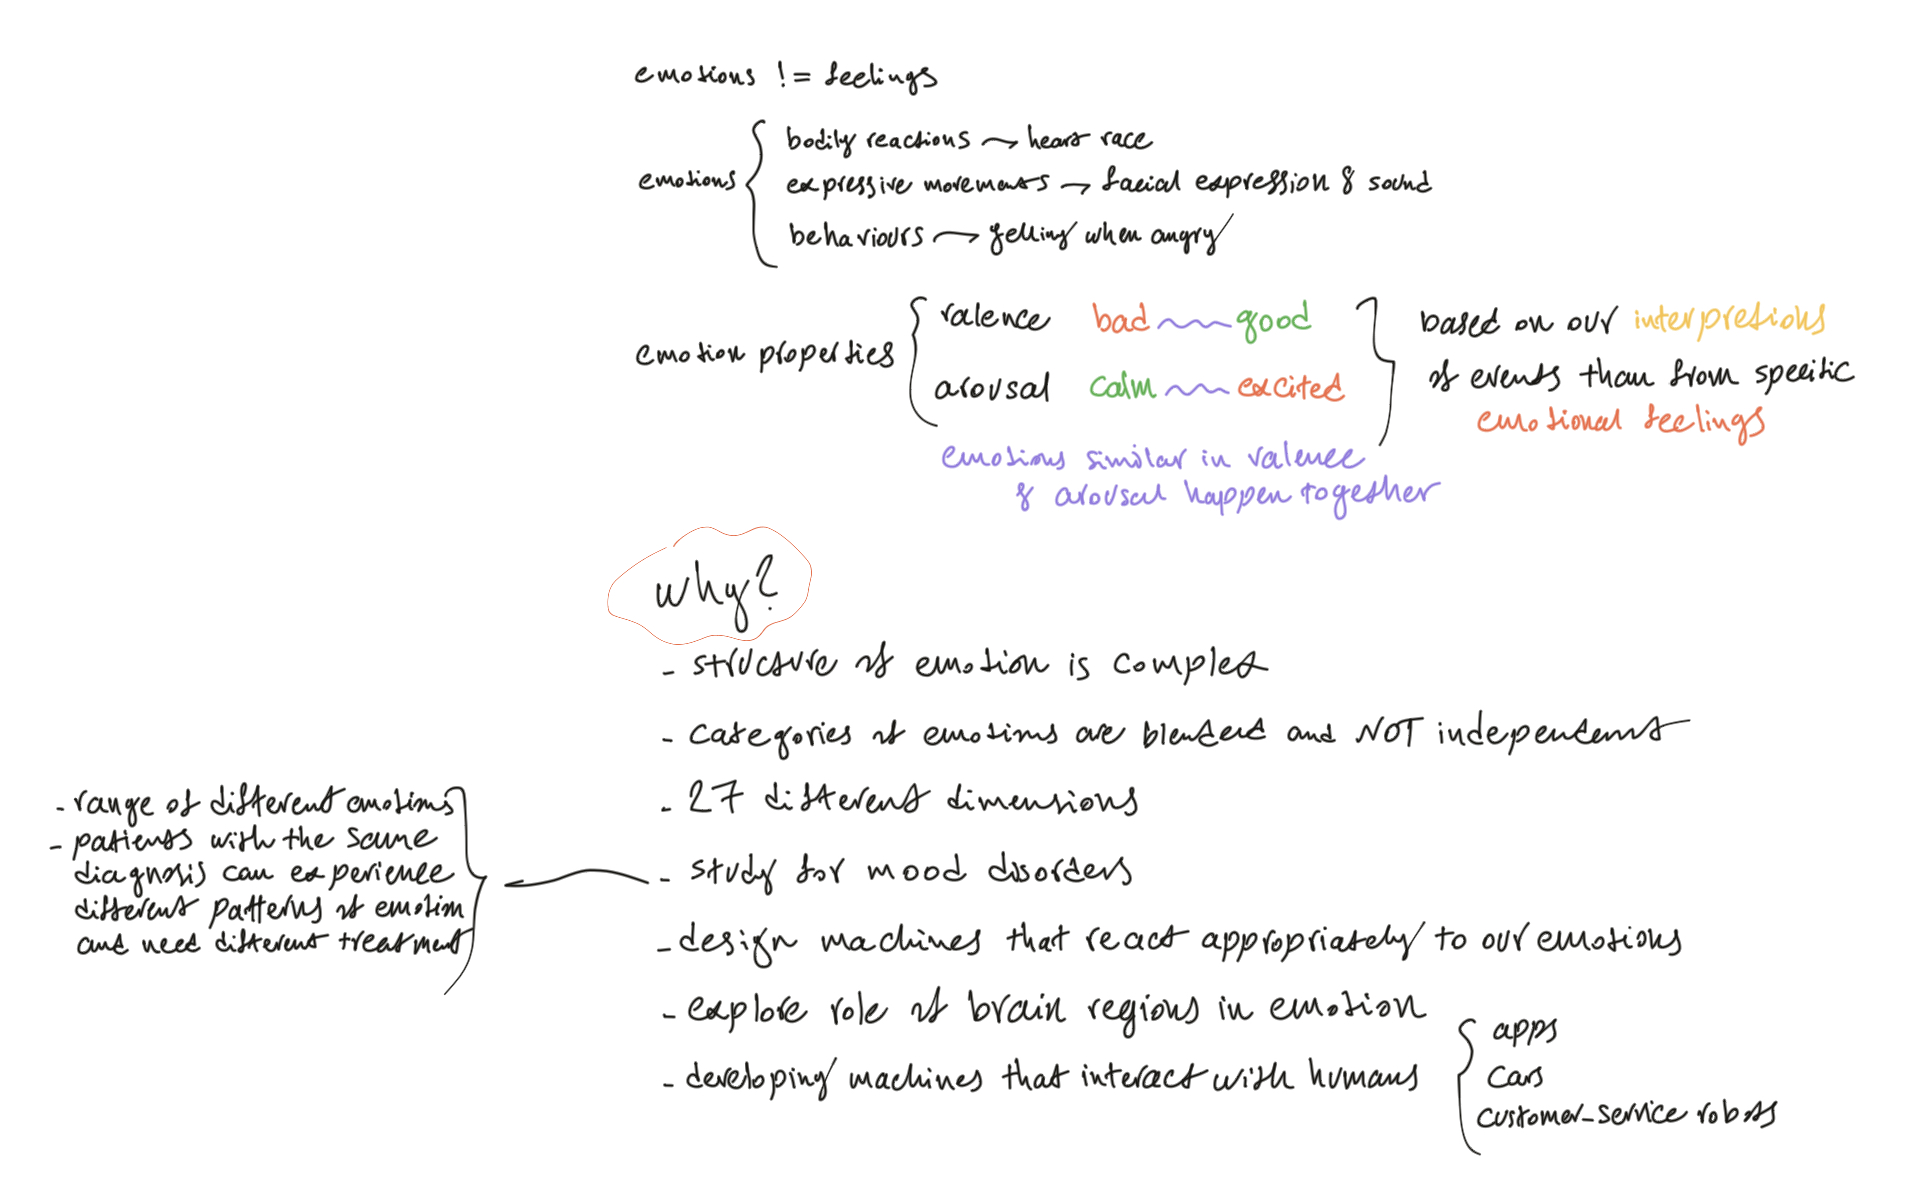 emotions != feelings
bodily reactions → heart race
emotions
expressive movements → facial expression & sound
behaviours → yelling when angry
valence bad ~~~ good
emotion properties
arousal calm ~~~ excited
based on our interpretions
of events than from specific
emotional feelings
emotions similar in valence
& arousal happen together
why?
- structure of emotion is complex
- categories of emotions are blended and NOT independent
- 27 different dimensions
- study for mood disorders
- range of different emotions
- patients with the same
diagnosis can experience
different patterns of emotion
and need different treatment
- design machines that react appropriately to our emotions
- explore role of brain regions in emotion
- developing machines that interact with humans
apps
cars
customer-service robots